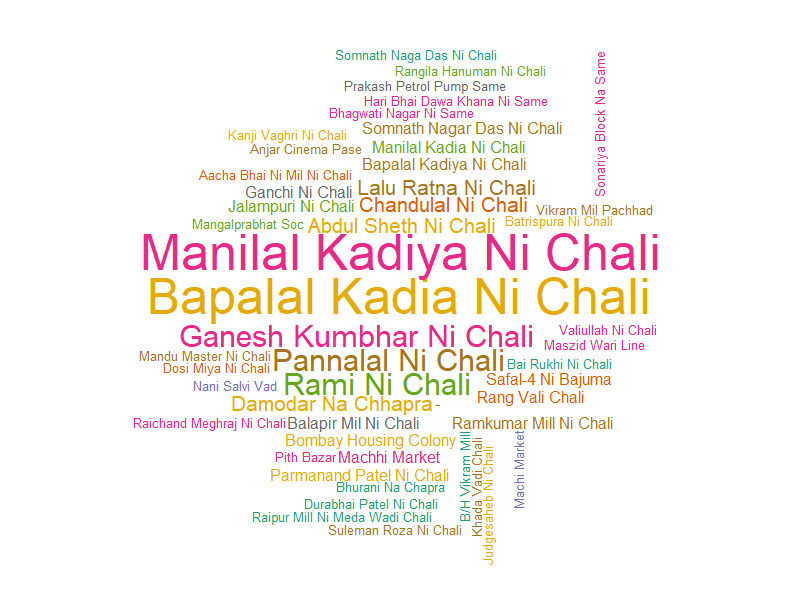 Somnath Naga Das Ni Chali
Rangila Hanuman Ni Chali
Prakash Petrol Pump Same
Hari Bhai Dawa Khana Ni Same
Bhagwati Nagar Ni Same
Sonariya Block Na Same
Somnath Nagar Das Ni Chali
Kanji Vaghri Ni Chali
Manilal Kadia Ni Chali
Anjar Cinema Pase
Bapalal Kadiya Ni Chali
Aacha Bhai Ni Mil Ni Chali
Ganchi Ni Chali
Lalu Ratna Ni Chali
Jalampuri Ni Chali
Chandulal Ni Chali
Vikram Mil Pachhad
Mangalprabhat Soc
Abdul Sheth Ni Chali
Batrispura Ni Chali
Manilal Kadiya Ni Chali
Bapalal Kadia Ni Chali
Ganesh Kumbhar Ni Chali
Valiullah Ni Chali
Maszid Wari Line
Mandu Master Ni Chali
Pannalal Ni Chali
Bai Rukhi Ni Chali
Dosi Miya Ni Chali
Nani Salvi Vad
Rami Ni Chali
Safal-4 Ni Bajuma
Damodar Na Chhapra
-
Rang Vali Chali
Raichand Meghraj Ni Chali
Balapir Mil Ni Chali
Ramkumar Mill Ni Chali
Bombay Housing Colony
Pith Bazar
Machhi Market
B/H Vikram Mill
Khada Vadi Chali
Judgesaheb Ni Chali
Machi Market
Parmanand Patel Ni Chali
Bhurani Na Chapra
Durabhai Patel Ni Chali
Raipur Mill Ni Meda Wadi Chali
Suleman Roza Ni Chali